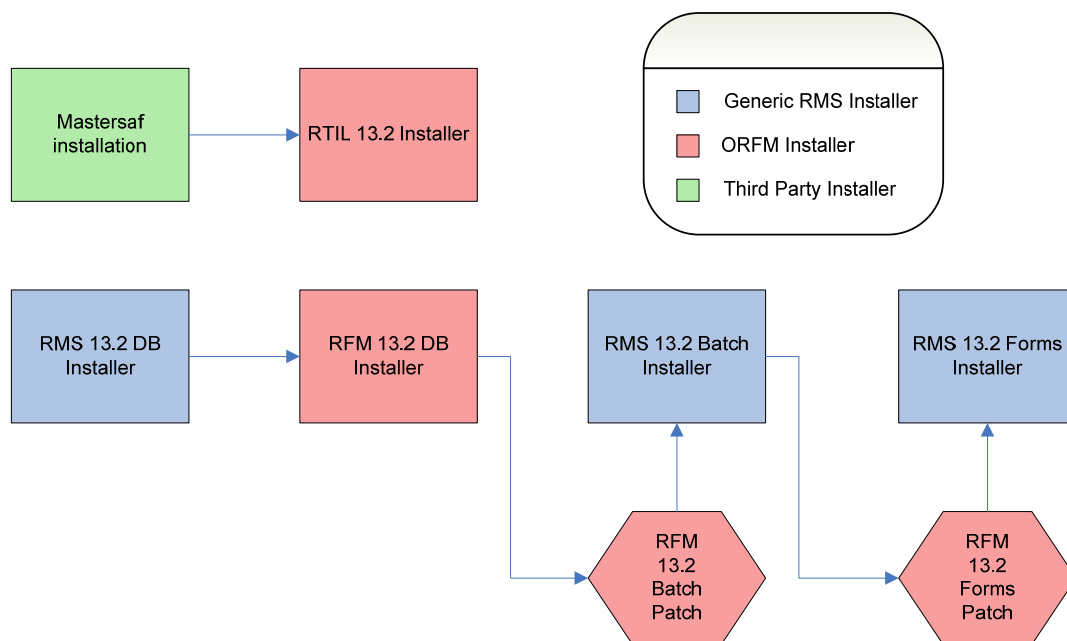 Mastersaf
installation
RTIL 13.2 Installer
Generic RMS Installer
ORFM Installer
Third Party Installer
RMS 13.2 DB
Installer
RFM 13.2 DB
Installer
RMS 13.2 Batch
Installer
RMS 13.2 Forms
Installer
RFM
13.2
Batch
Patch
RFM
13.2
Forms
Patch